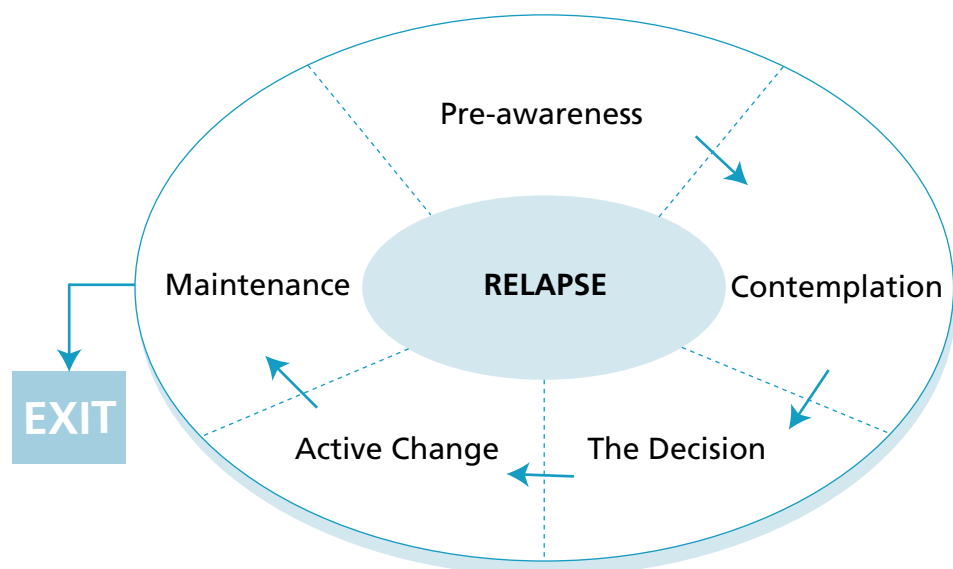 Pre-awareness
Maintenance
RELAPSE
Contemplation
EXIT
Active Change
The Decision